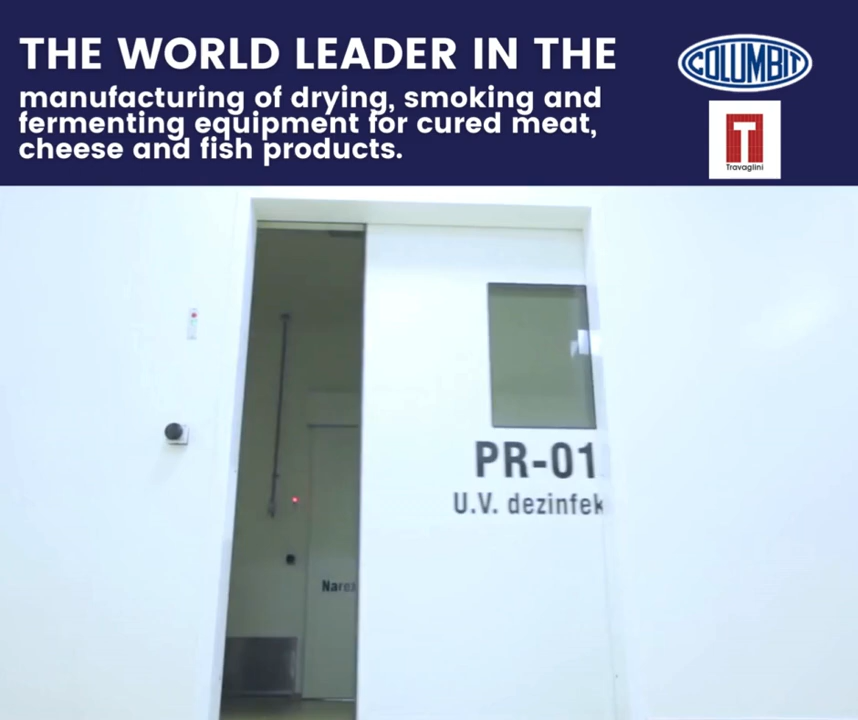 THE WORLD LEADER IN THE
manufacturing of drying, smoking and
fermenting equipment for cured meat,
cheese and fish products.
COLUMBIT
T
Travaglini
PR-01
U.V. dezinfek
Narez